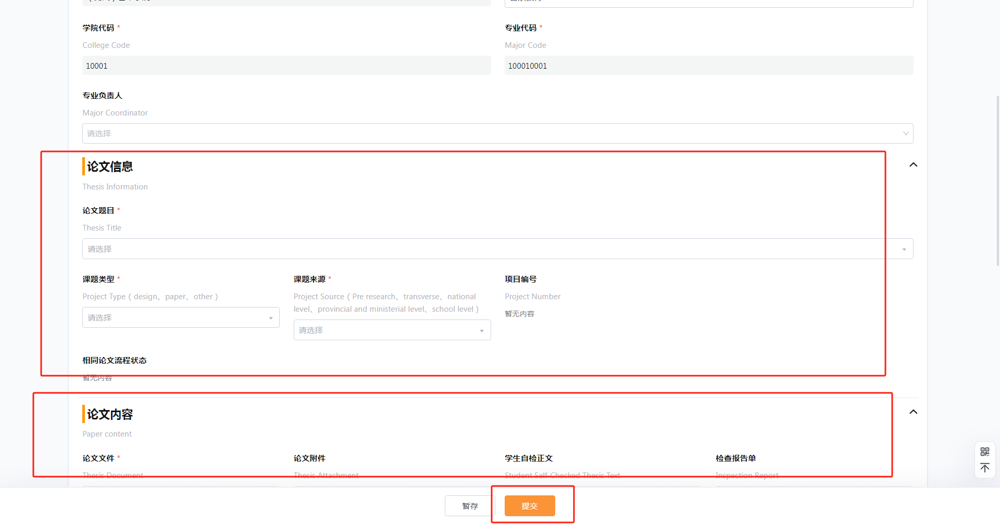 学院代码 *
专业代码 *
College Code
Major Code
10001
100010001
专业负责人
Major Coordinator
请选择
论文信息
Thesis Information
论文题目 *
Thesis Title
请选择
课题类型 *
课题来源 *
项目编号
Project Type ( design、paper、other )
Project Source ( Pre research、transverse、national
level、provincial and ministerial level、school level )
Project Number
请选择
请选择
暂无内容
相同论文流程状态
暂无内容
论文内容
Paper content
论文文件 *
论文附件
学生自检正文
检查报告单
Thesis Document
Thesis Attachment
Student Self-Checked Thesis Text
Inspection Report
暂存
提交